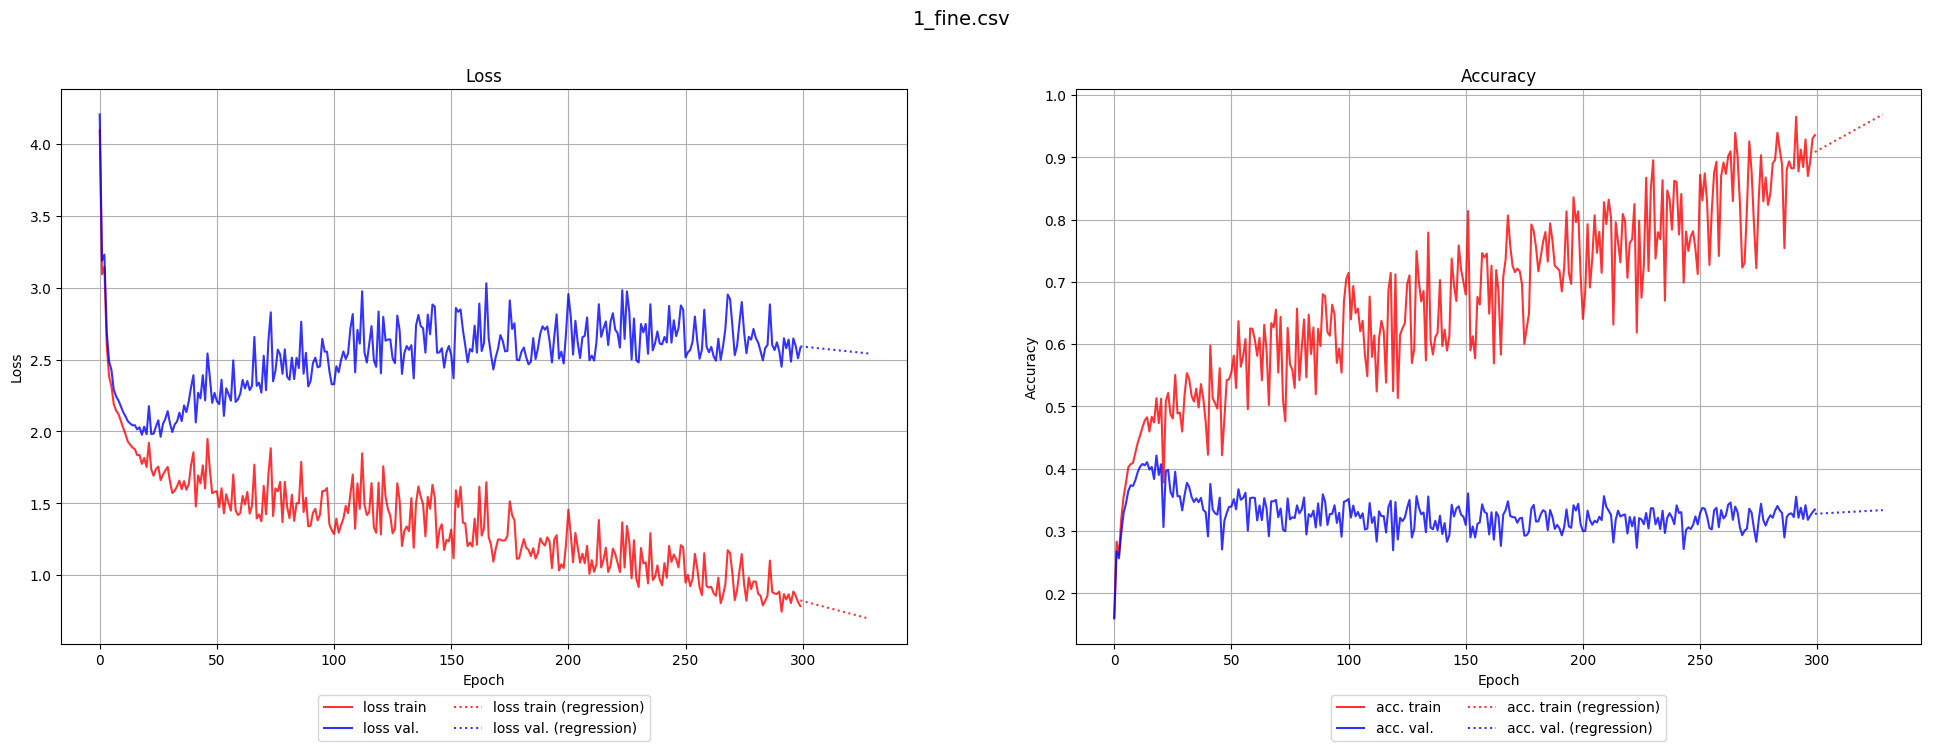 1_fine.csv
Loss
Loss
4.0
3.5
3.0
2.5
2.0
1.5
1.0
0 50 100 150 200 250 300
Epoch
loss train loss train (regression)
loss val. loss val. (regression)
Accuracy
Accuracy
1.0
0.9
0.8
0.7
0.6
0.5
0.4
0.3
0.2
0 50 100 150 200 250 300
Epoch
acc. train acc. train (regression)
acc. val. acc. val. (regression)